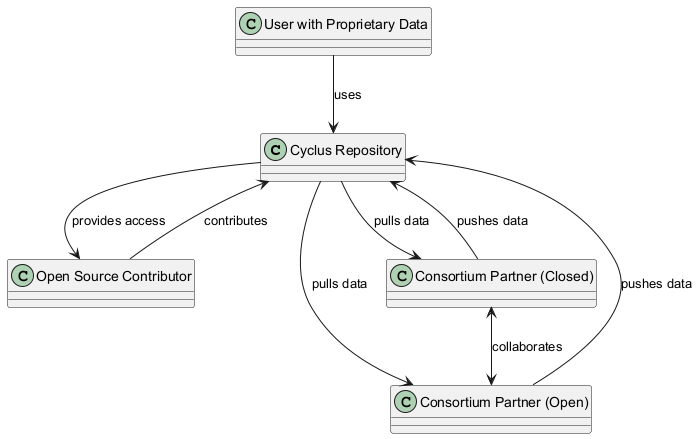 C User with Proprietary Data
uses
C Cyclus Repository
provides access
contributes
pulls data
pushes data
C Open Source Contributor
C Consortium Partner (Closed)
pulls data
pushes data
collaborates
C Consortium Partner (Open)